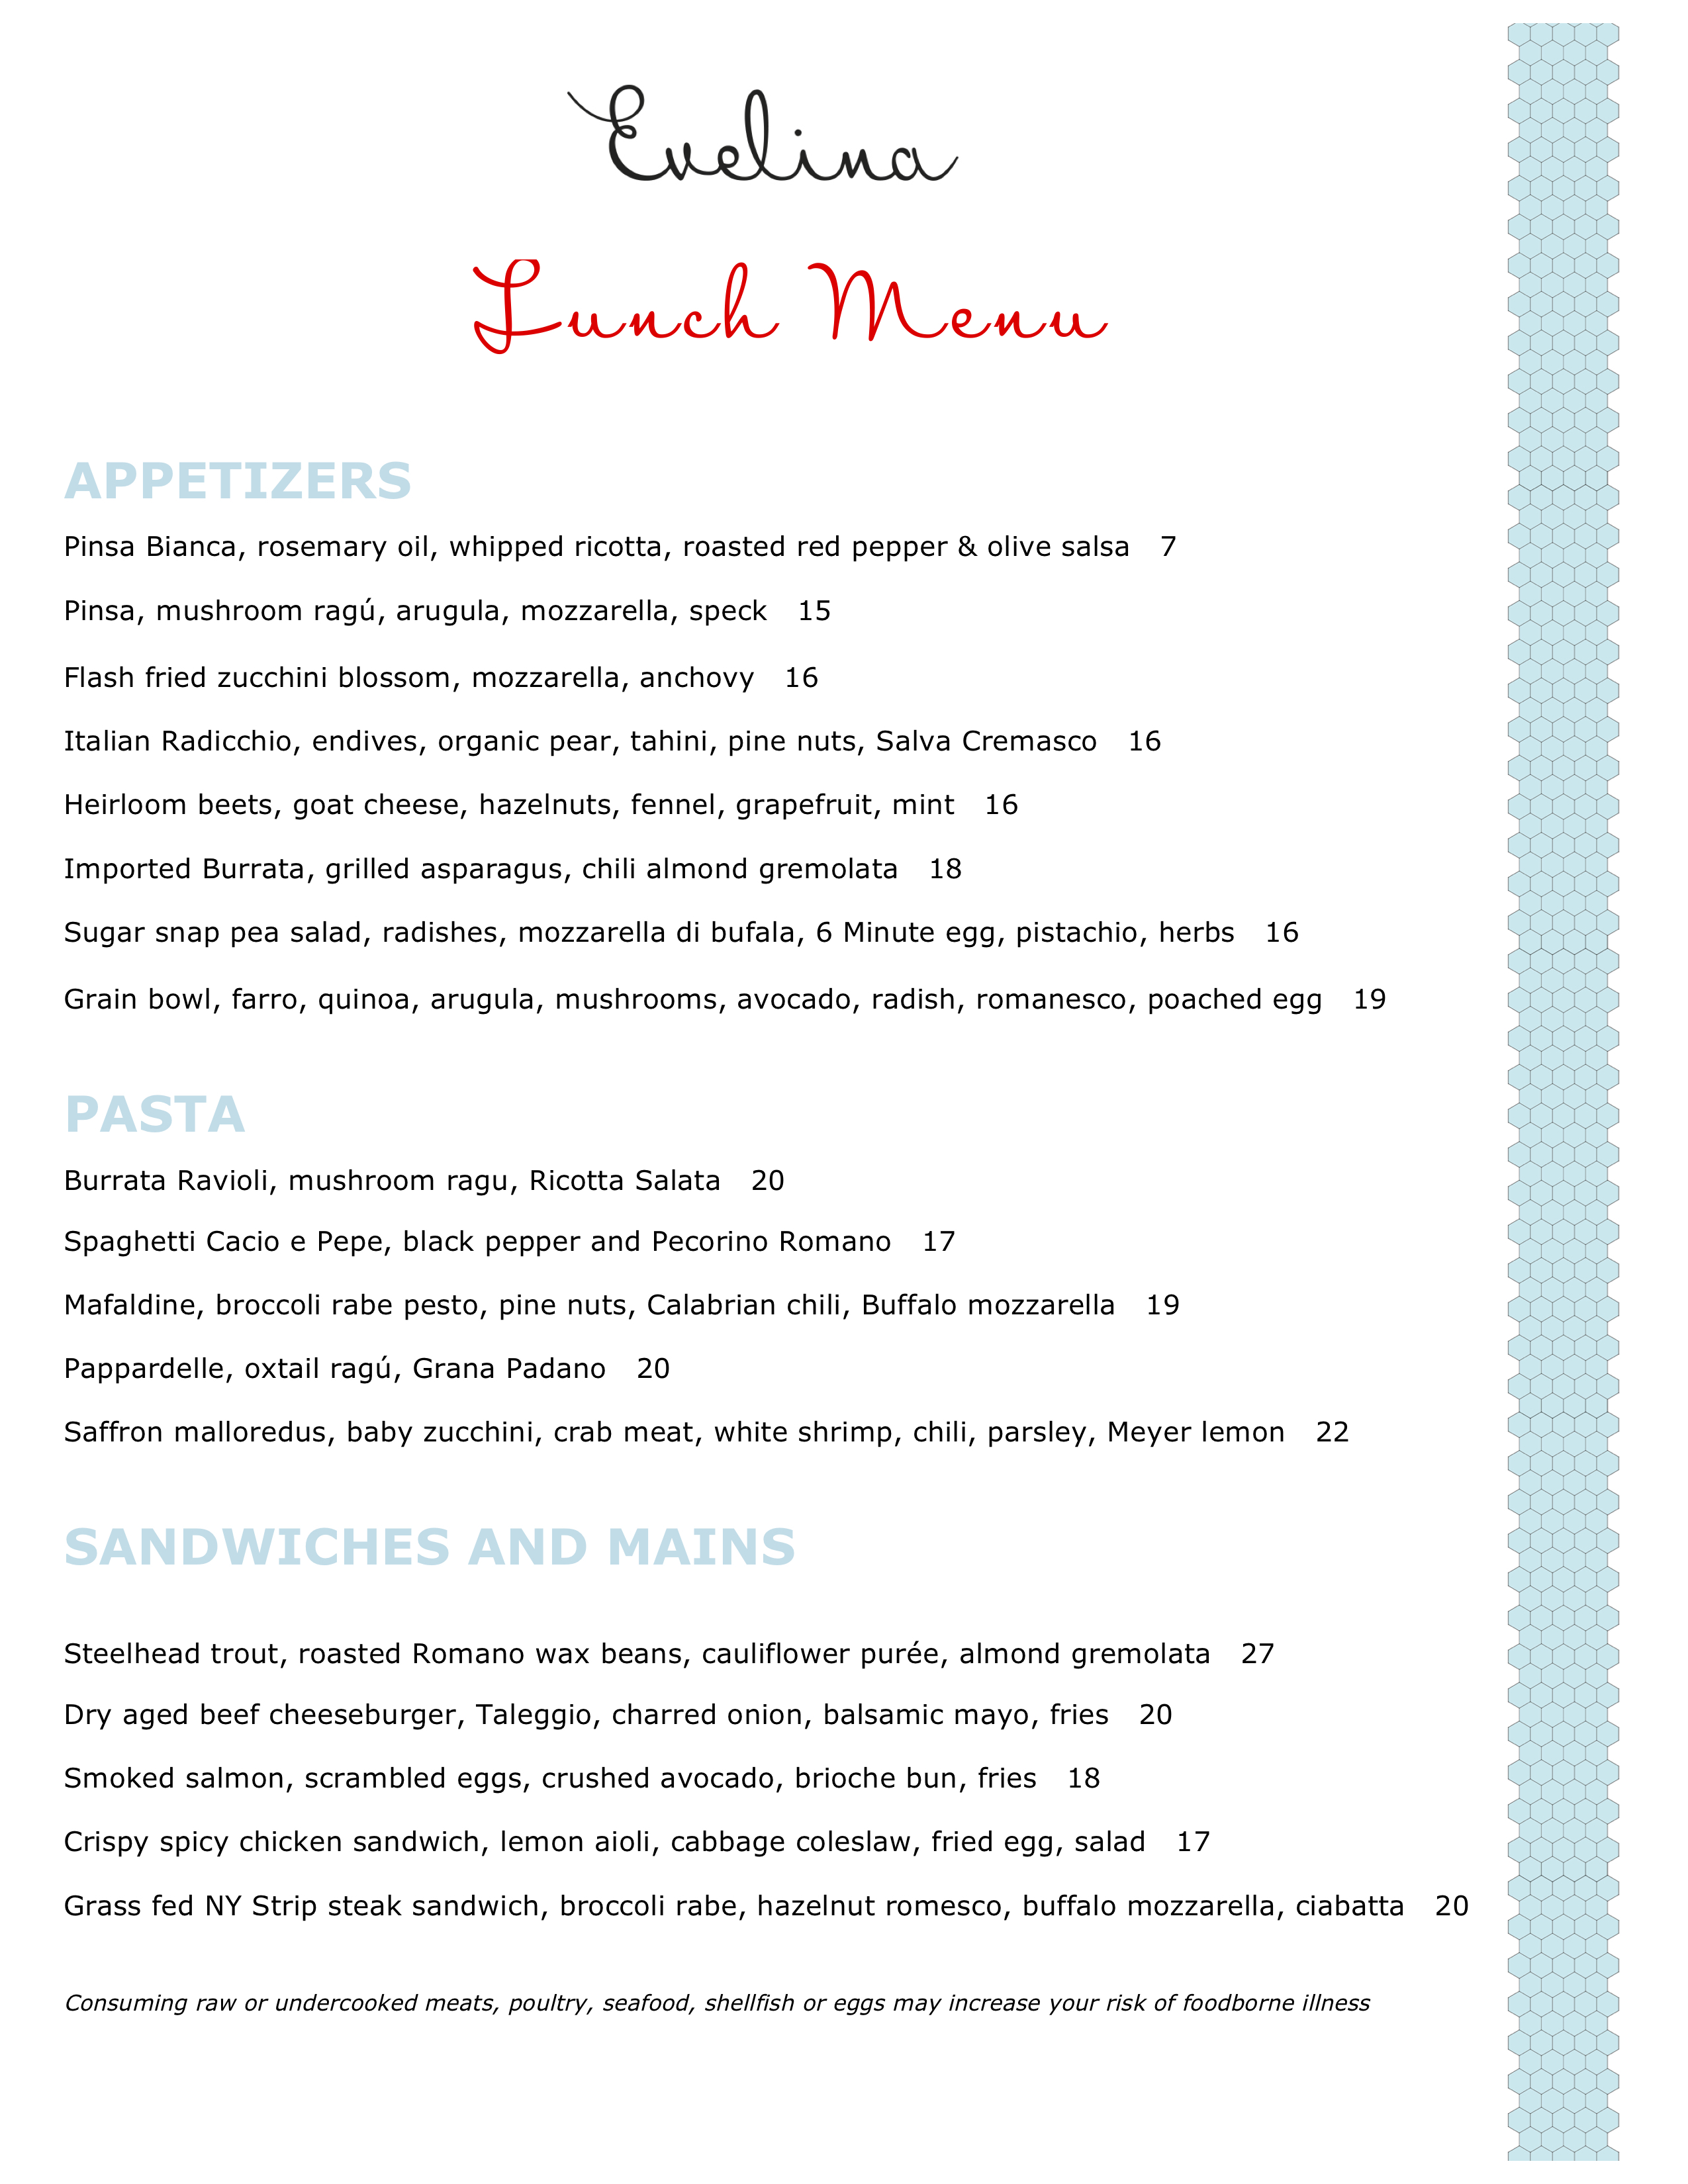 Evelina
Lunch Menu
APPETIZERS
Pinsa Bianca, rosemary oil, whipped ricotta, roasted red pepper & olive salsa 7
Pinsa, mushroom ragú, arugula, mozzarella, speck 15
Flash fried zucchini blossom, mozzarella, anchovy 16
Italian Radicchio, endives, organic pear, tahini, pine nuts, Salva Cremasco 16
Heirloom beets, goat cheese, hazelnuts, fennel, grapefruit, mint 16
Imported Burrata, grilled asparagus, chili almond gremolata 18
Sugar snap pea salad, radishes, mozzarella di bufala, 6 Minute egg, pistachio, herbs 16
Grain bowl, farro, quinoa, arugula, mushrooms, avocado, radish, romanesco, poached egg 19
PASTA
Burrata Ravioli, mushroom ragu, Ricotta Salata 20
Spaghetti Cacio e Pepe, black pepper and Pecorino Romano 17
Mafaldine, broccoli rabe pesto, pine nuts, Calabrian chili, Buffalo mozzarella 19
Pappardelle, oxtail ragú, Grana Padano 20
Saffron malloredus, baby zucchini, crab meat, white shrimp, chili, parsley, Meyer lemon 22
SANDWICHES AND MAINS
Steelhead trout, roasted Romano wax beans, cauliflower purée, almond gremolata 27
Dry aged beef cheeseburger, Taleggio, charred onion, balsamic mayo, fries 20
Smoked salmon, scrambled eggs, crushed avocado, brioche bun, fries 18
Crispy spicy chicken sandwich, lemon aioli, cabbage coleslaw, fried egg, salad 17
Grass fed NY Strip steak sandwich, broccoli rabe, hazelnut romesco, buffalo mozzarella, ciabatta 20
Consuming raw or undercooked meats, poultry, seafood, shellfish or eggs may increase your risk of foodborne illness